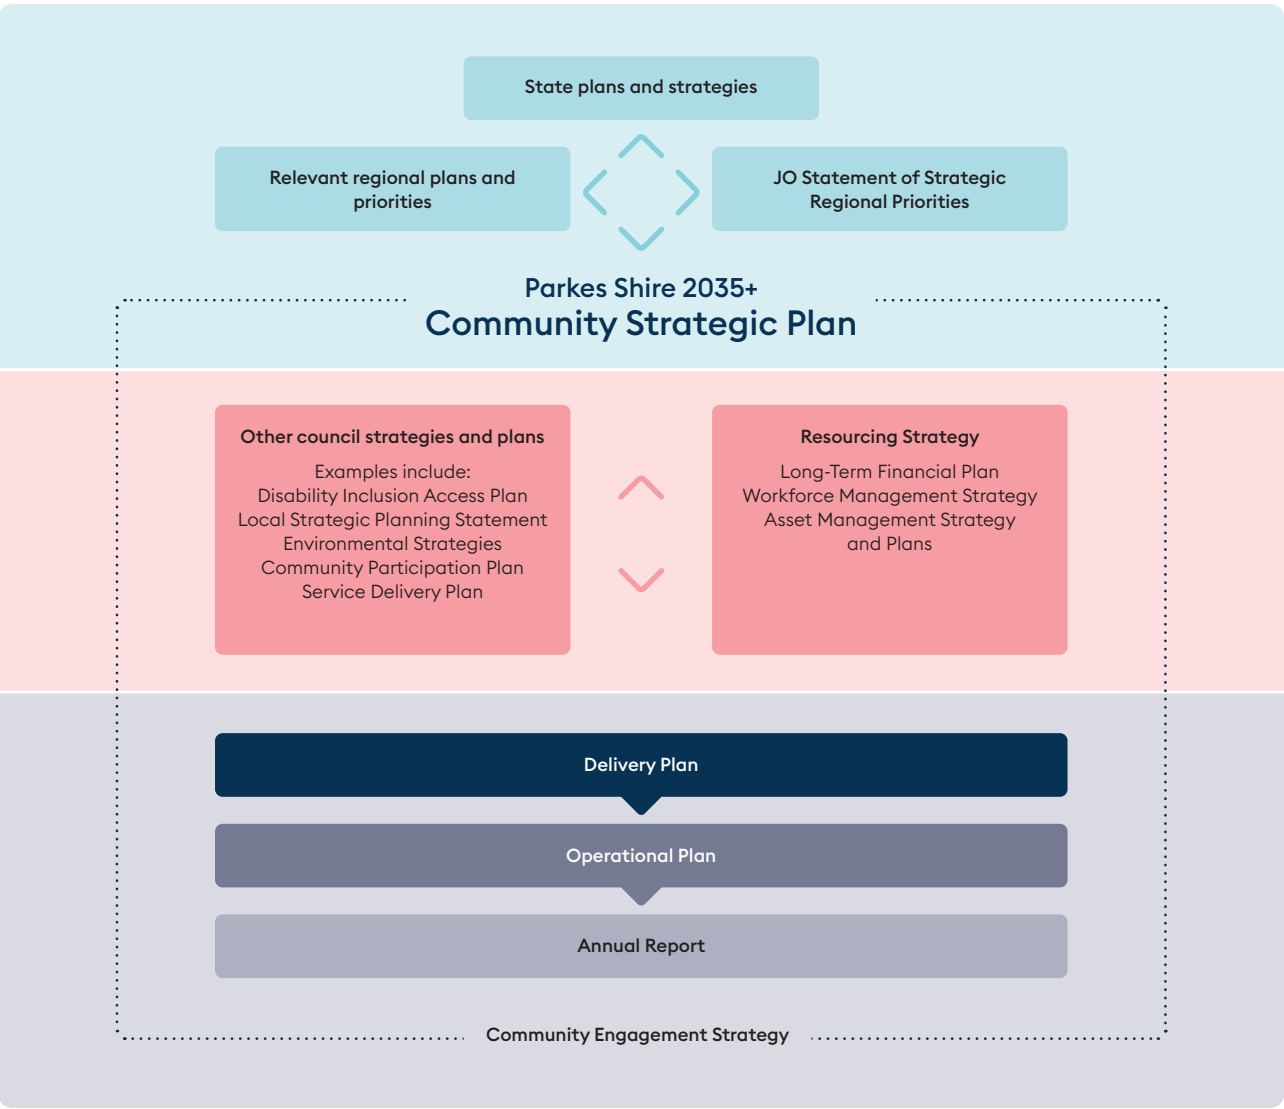 State plans and strategies
Relevant regional plans and
priorities
JO Statement of Strategic
Regional Priorities
Parkes Shire 2035+
Community Strategic Plan
Other council strategies and plans
Examples include:
Disability Inclusion Access Plan
Local Strategic Planning Statement
Environmental Strategies
Community Participation Plan
Service Delivery Plan
Resourcing Strategy
Long-Term Financial Plan
Workforce Management Strategy
Asset Management Strategy
and Plans
Delivery Plan
Operational Plan
Annual Report
Community Engagement Strategy